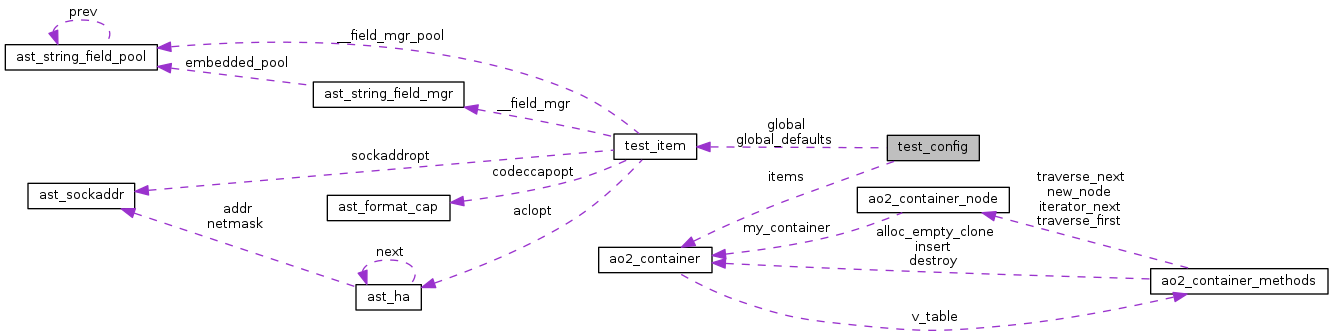 prev
ast_string_field_pool
__field_mgr_pool
embedded_pool
ast_string_field_mgr
__field_mgr
global
global_defaults
test_item
test_config
sockaddropt
codeccapopt
items
traverse_next
new_node
iterator_next
traverse_first
ast_sockaddr
ast_format_cap
ao2_container_node
addr
netmask
aclopt
my_container
alloc_empty_clone
insert
destroy
next
ao2_container
ao2_container_methods
ast_ha
v_table